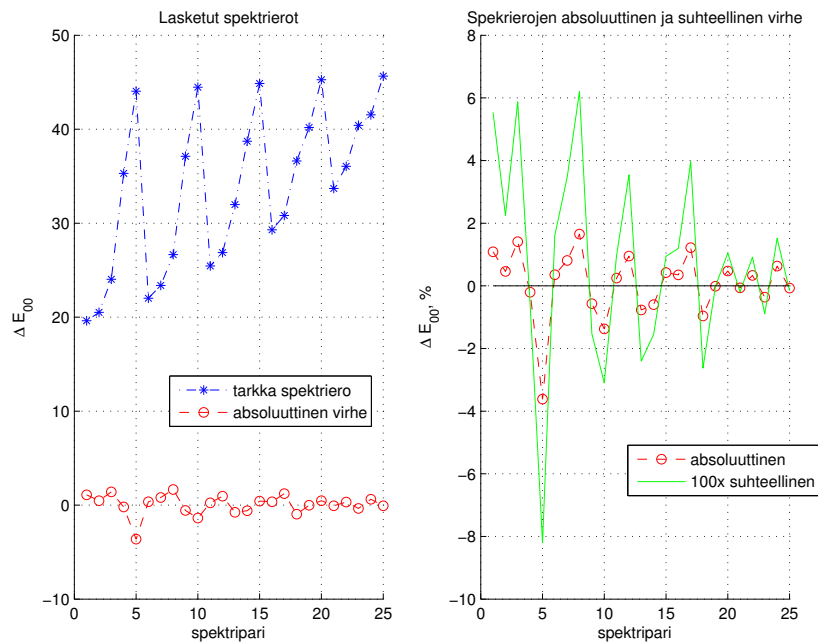 Lasketut spektrierot
50
40
30
20
10
0
−10
Δ E₀₀
tarkka spektriero
absoluuttinen virhe
0 5 10 15 20 25
spektripari
Spekrierojen absoluuttinen ja suhteellinen virhe
8
6
4
2
0
−2
−4
−6
−8
−10
Δ E₀₀, %
absoluuttinen
100x suhteellinen
0 5 10 15 20 25
spektripari